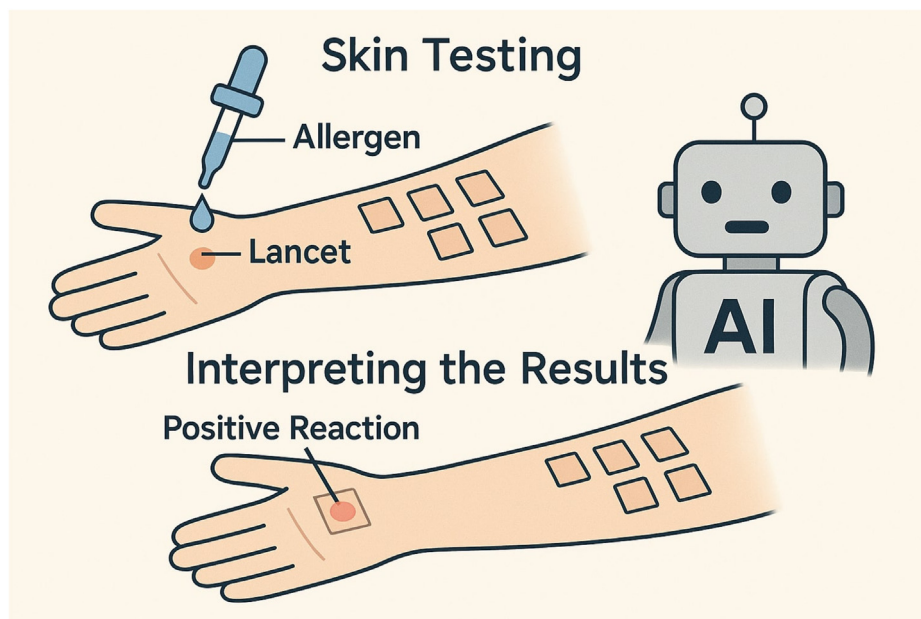 Skin Testing
Allergen
Lancet
AI
Interpreting the Results
Positive Reaction